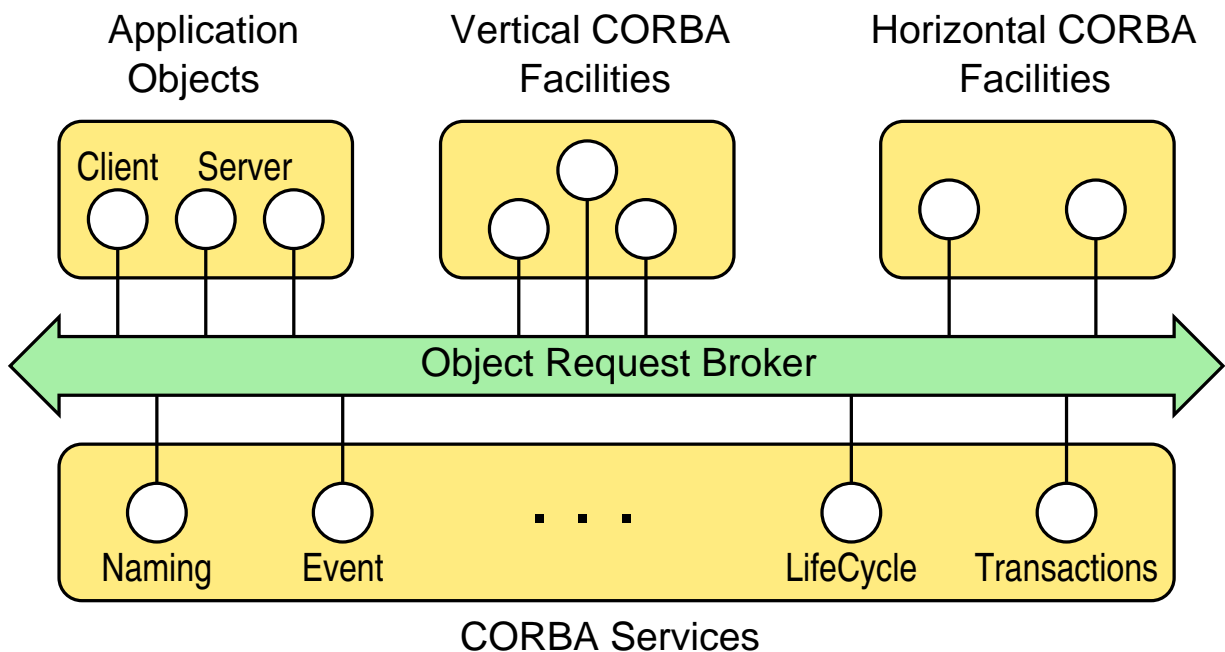 Application
Objects
Vertical CORBA
Facilities
Horizontal CORBA
Facilities
Client Server
Object Request Broker
. . .
Naming Event LifeCycle Transactions
CORBA Services